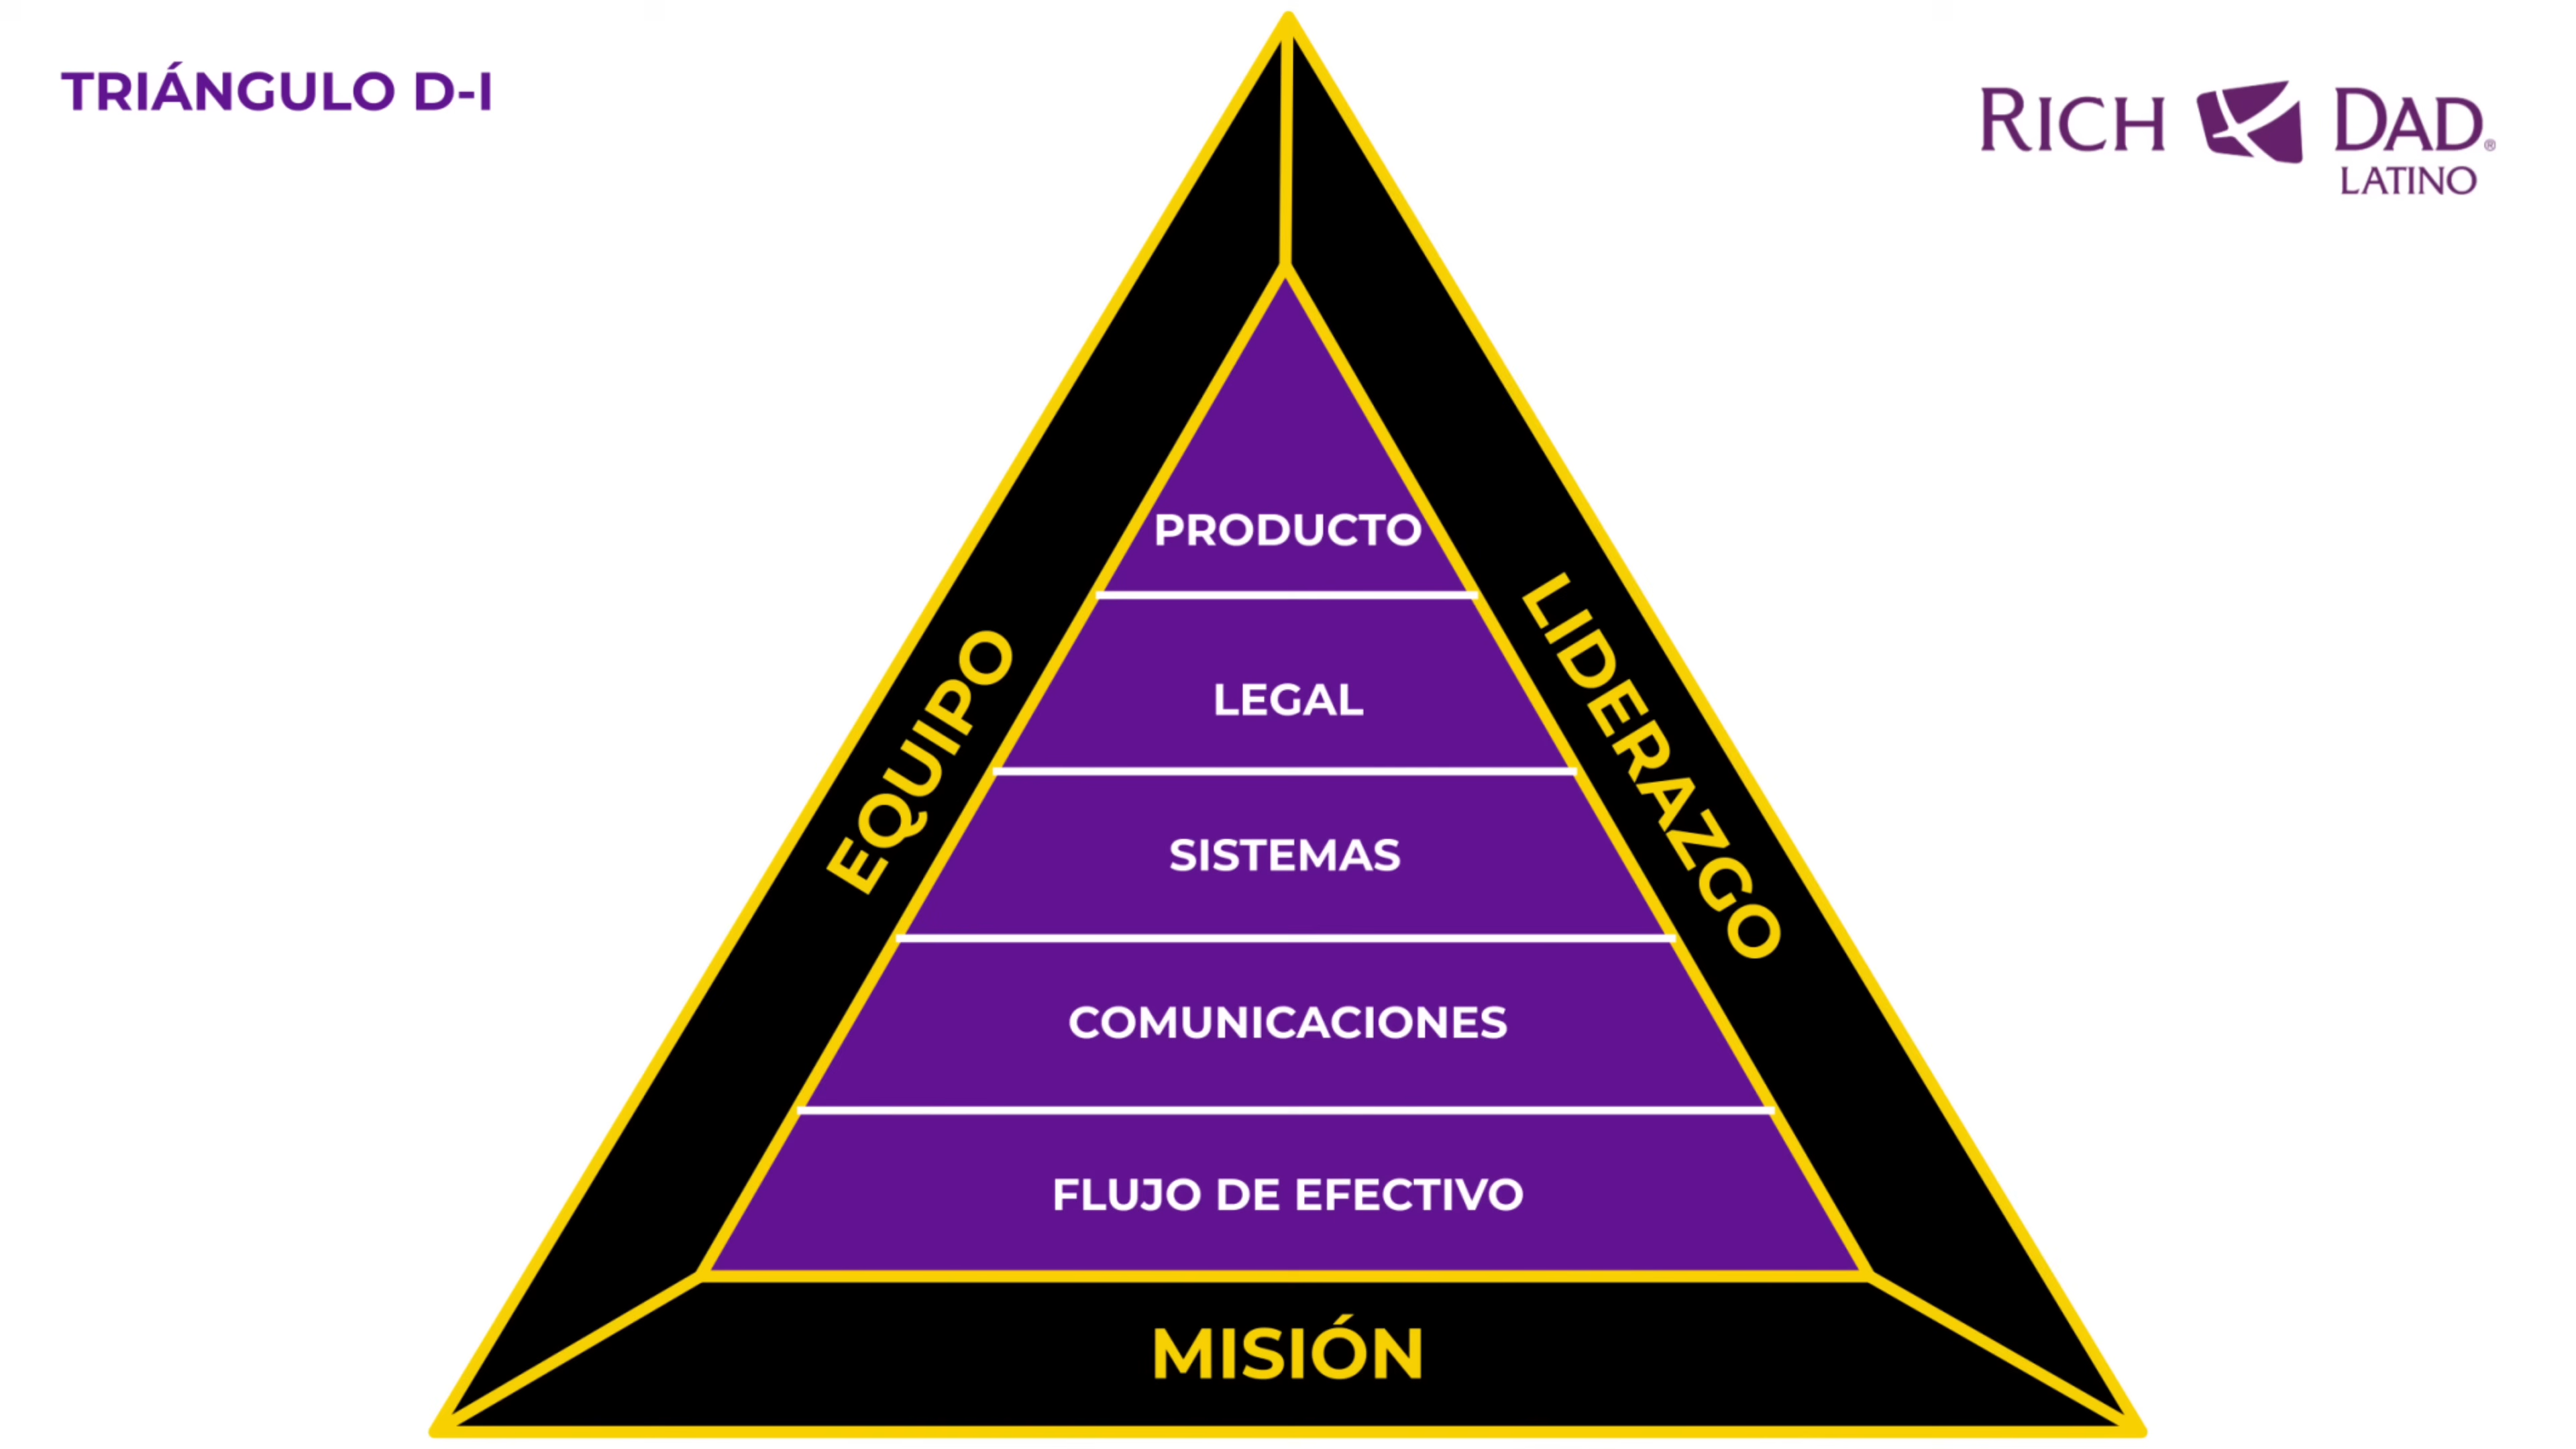 TRIÁNGULO D-I
RICH DAD®
LATINO
PRODUCTO
LEGAL
SISTEMAS
COMUNICACIONES
FLUJO DE EFECTIVO
EQUIPO
LIDERAZGO
MISIÓN